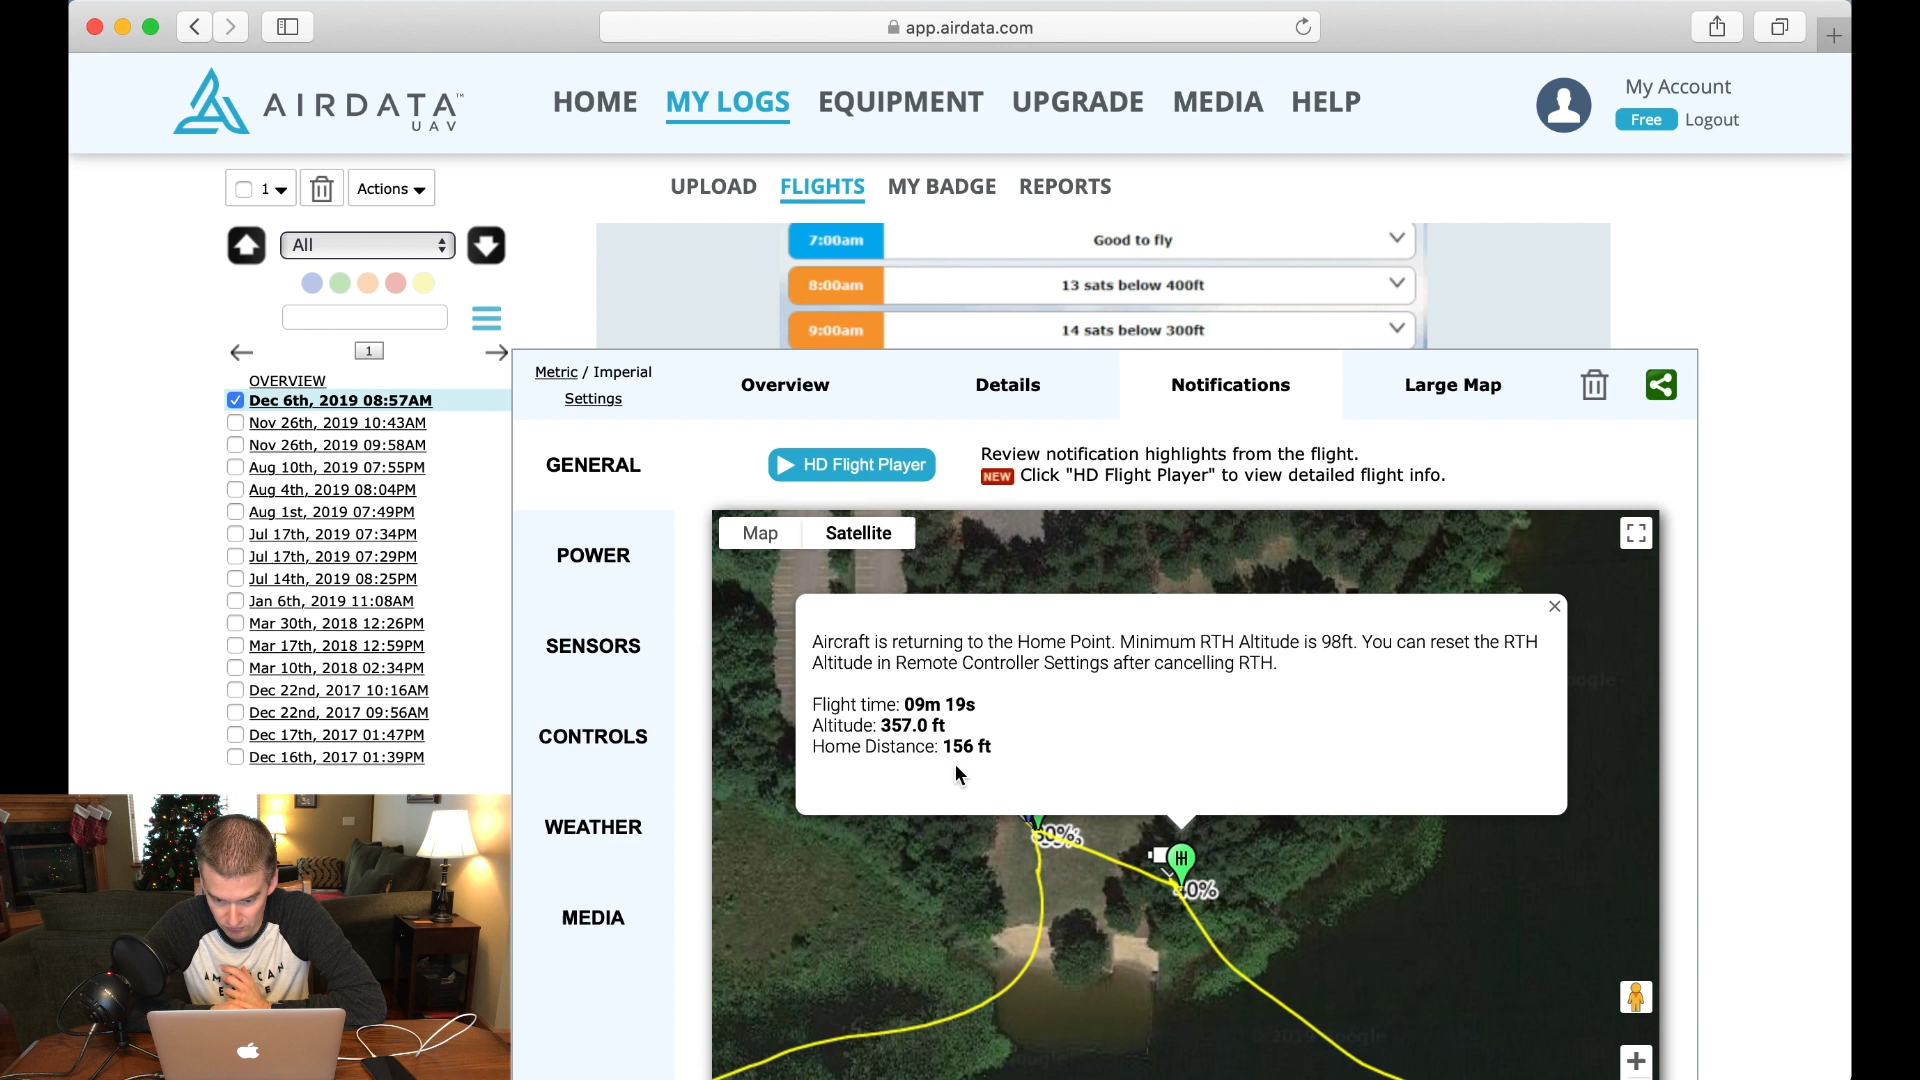 app.airdata.com
AIRDATA™
UAV
HOME MY LOGS EQUIPMENT UPGRADE MEDIA HELP
My Account
Free Logout
1 Actions
UPLOAD FLIGHTS MY BADGE REPORTS
All
7:00am Good to fly
8:00am 13 sats below 400ft
9:00am 14 sats below 300ft
1
OVERVIEW
Dec 6th, 2019 08:57AM
Nov 26th, 2019 10:43AM
Nov 26th, 2019 09:58AM
Aug 10th, 2019 07:55PM
Aug 4th, 2019 08:04PM
Aug 1st, 2019 07:49PM
Jul 17th, 2019 07:34PM
Jul 17th, 2019 07:29PM
Jul 14th, 2019 08:25PM
Jan 6th, 2019 11:08AM
Mar 30th, 2018 12:26PM
Mar 17th, 2018 12:59PM
Mar 10th, 2018 02:34PM
Dec 22nd, 2017 10:16AM
Dec 22nd, 2017 09:56AM
Dec 17th, 2017 01:47PM
Dec 16th, 2017 01:39PM
Metric / Imperial
Settings
Overview Details Notifications Large Map
GENERAL
POWER
SENSORS
CONTROLS
WEATHER
MEDIA
HD Flight Player
Review notification highlights from the flight.
NEW Click "HD Flight Player" to view detailed flight info.
Map Satellite
Aircraft is returning to the Home Point. Minimum RTH Altitude is 98ft. You can reset the RTH
Altitude in Remote Controller Settings after cancelling RTH.
Flight time: 09m 19s
Altitude: 357.0 ft
Home Distance: 156 ft
H